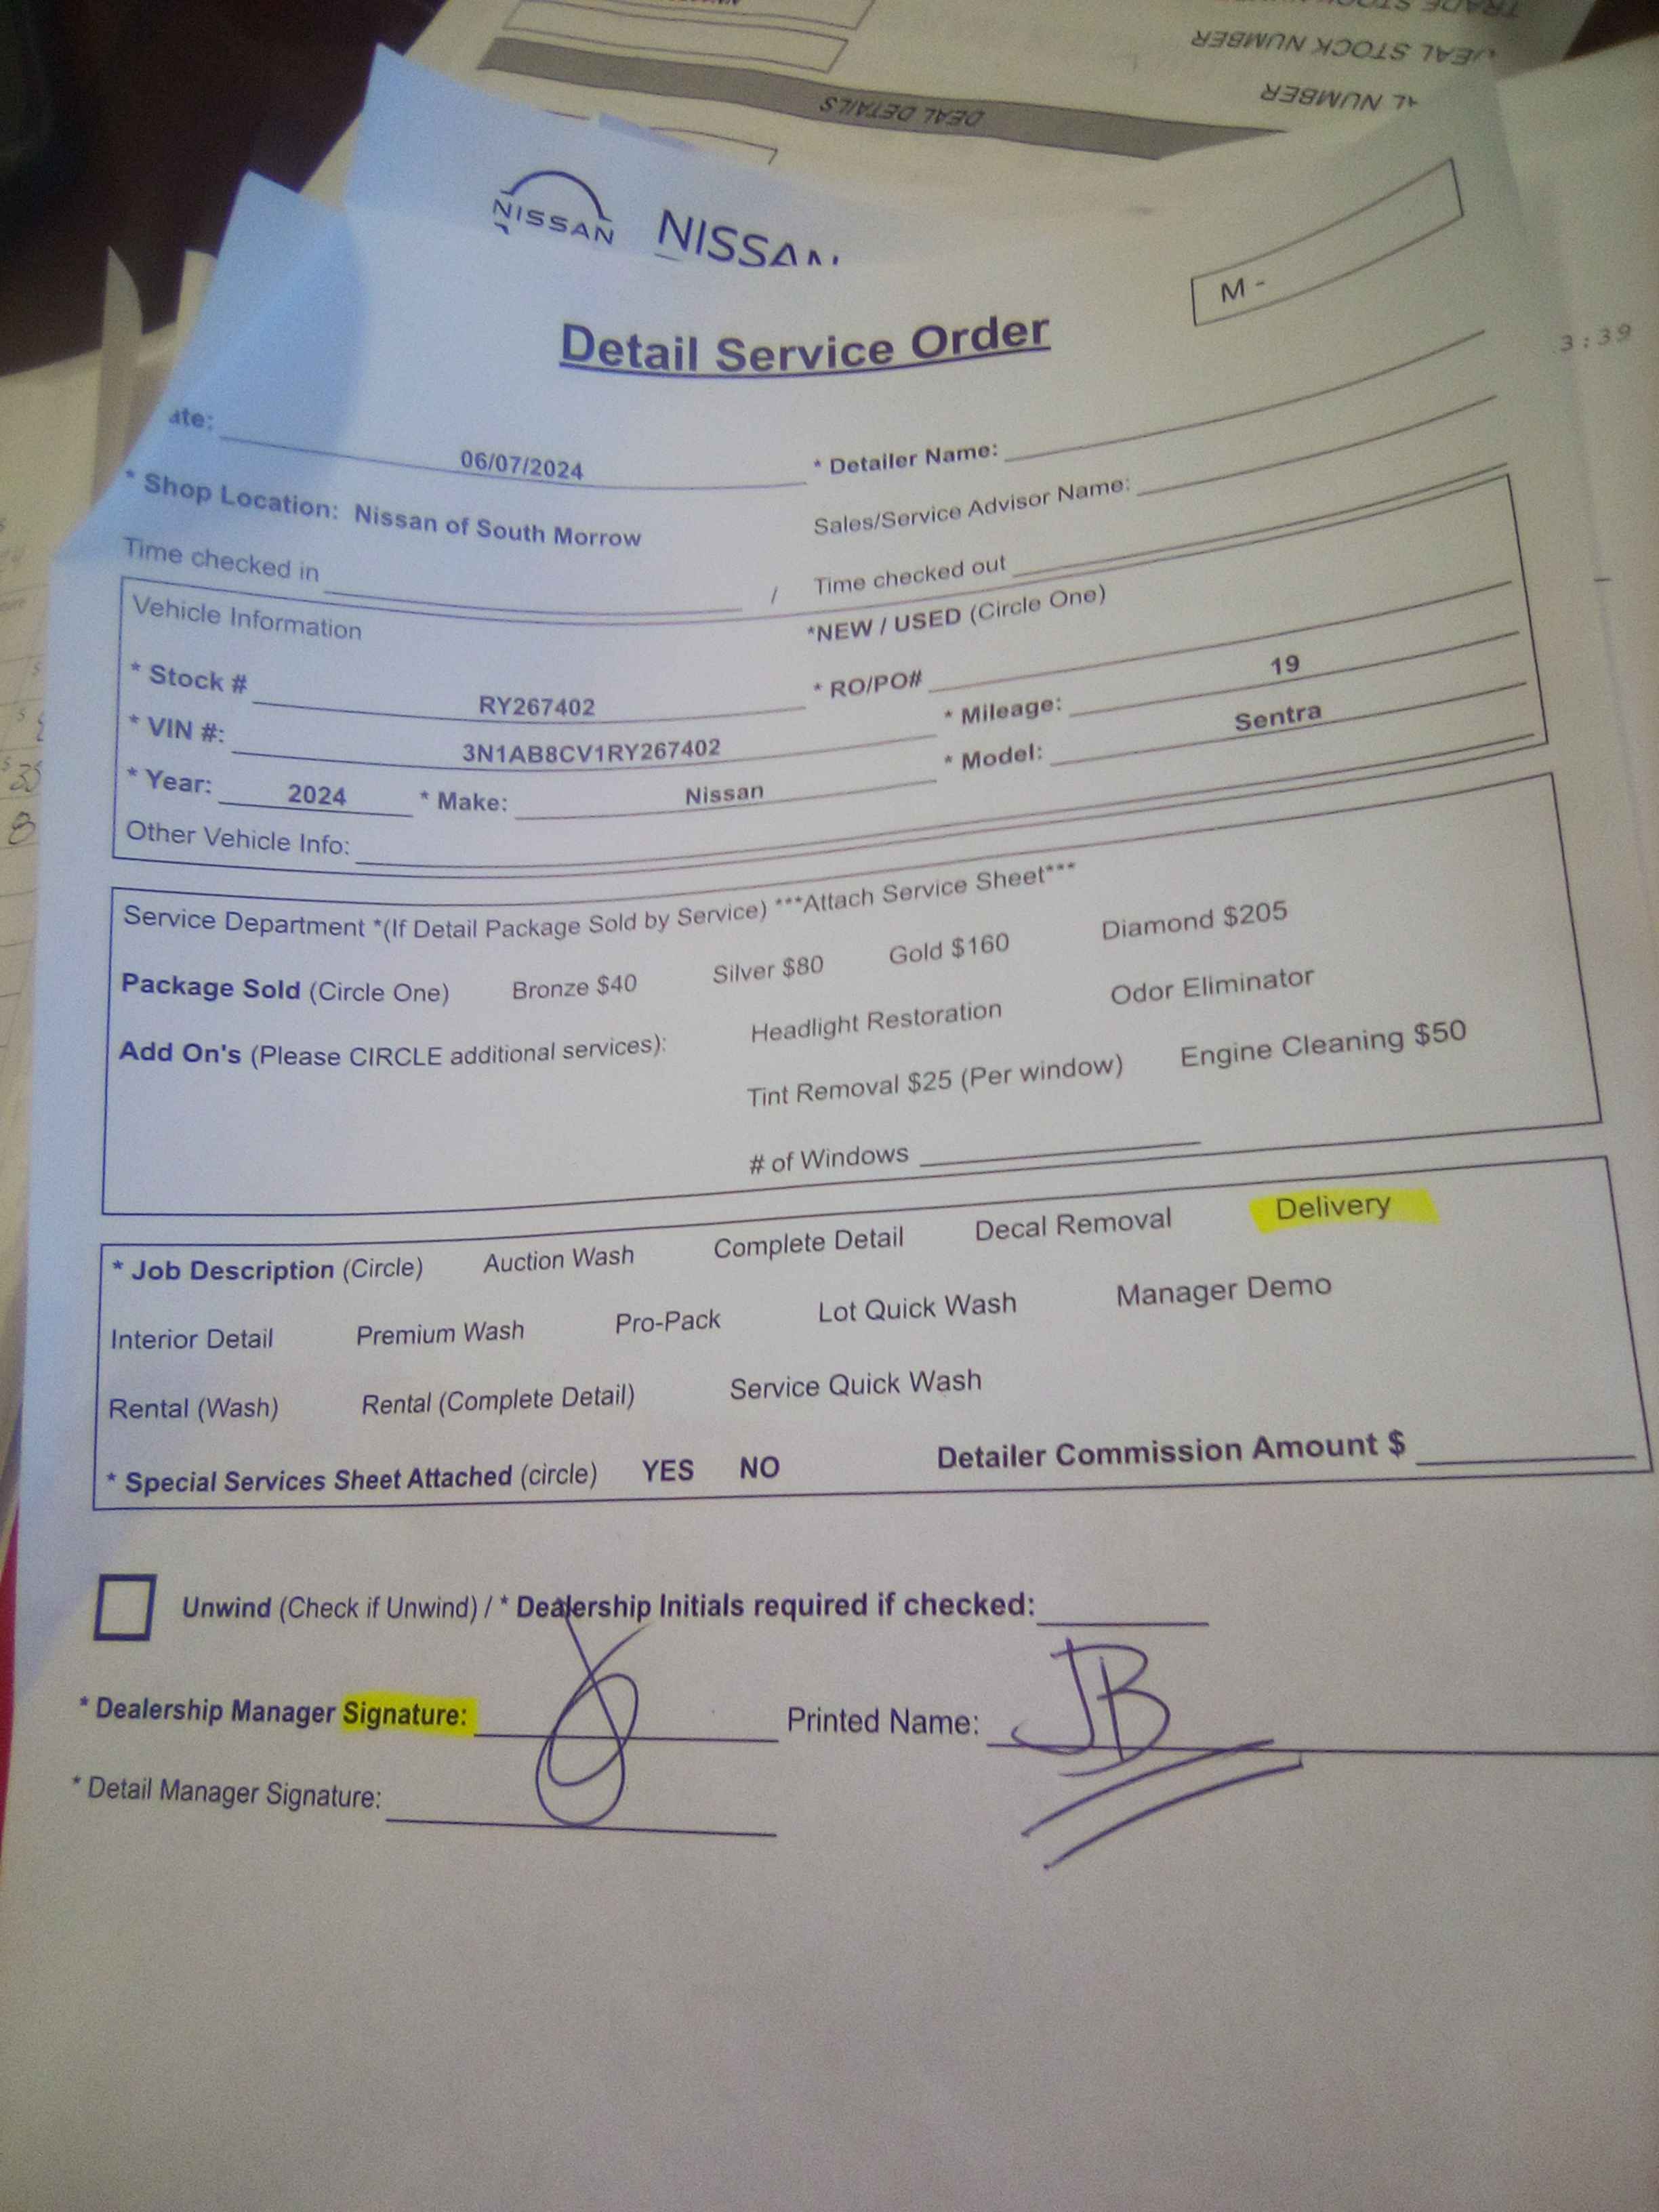 TRADE STOCK
DEAL STOCK NUMBER
AL NUMBER
DEAL DETAILS
NISSAN NISSAN
M -
Detail Service Order
3:39
ate: 06/07/2024 * Detailer Name:
* Shop Location: Nissan of South Morrow Sales/Service Advisor Name:
Time checked in / Time checked out
Vehicle Information *NEW / USED (Circle One)
* Stock # RY267402 * RO/PO#
* VIN #: 3N1AB8CV1RY267402 * Mileage: 19
* Year: 2024 * Make: Nissan * Model: Sentra
Other Vehicle Info:
Service Department *(If Detail Package Sold by Service) ***Attach Service Sheet***
Package Sold (Circle One) Bronze $40 Silver $80 Gold $160 Diamond $205
Add On's (Please CIRCLE additional services): Headlight Restoration Odor Eliminator
Tint Removal $25 (Per window) Engine Cleaning $50
# of Windows
* Job Description (Circle) Auction Wash Complete Detail Decal Removal Delivery
Interior Detail Premium Wash Pro-Pack Lot Quick Wash Manager Demo
Rental (Wash) Rental (Complete Detail) Service Quick Wash
* Special Services Sheet Attached (circle) YES NO Detailer Commission Amount $
Unwind (Check if Unwind) / * Dealership Initials required if checked:
* Dealership Manager Signature: Printed Name: JB
* Detail Manager Signature: